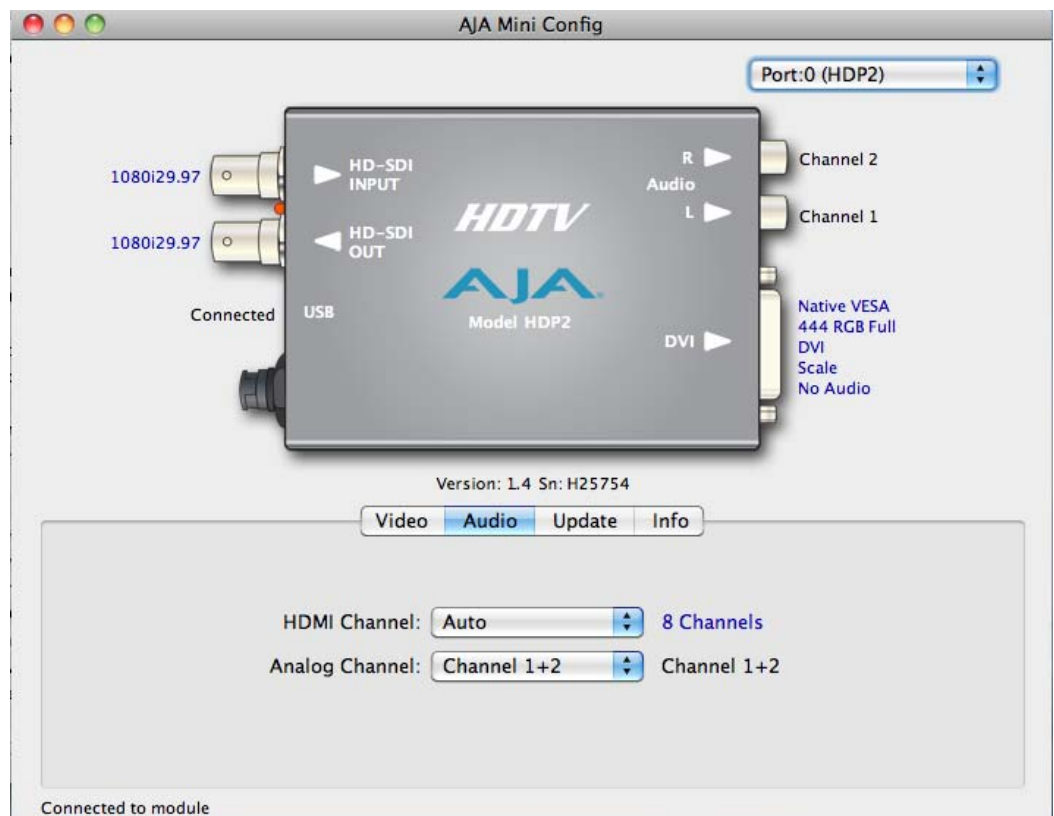 AJA Mini Config
Port:0 (HDP2)
1080i29.97
HD-SDI
INPUT
R
Audio
L
Channel 2
Channel 1
HDTV
1080i29.97
HD-SDI
OUT
AJA
Connected
USB
Model HDP2
DVI
Native VESA
444 RGB Full
DVI
Scale
No Audio
Version: 1.4 Sn: H25754
Video Audio Update Info
HDMI Channel: Auto 8 Channels
Analog Channel: Channel 1+2 Channel 1+2
Connected to module